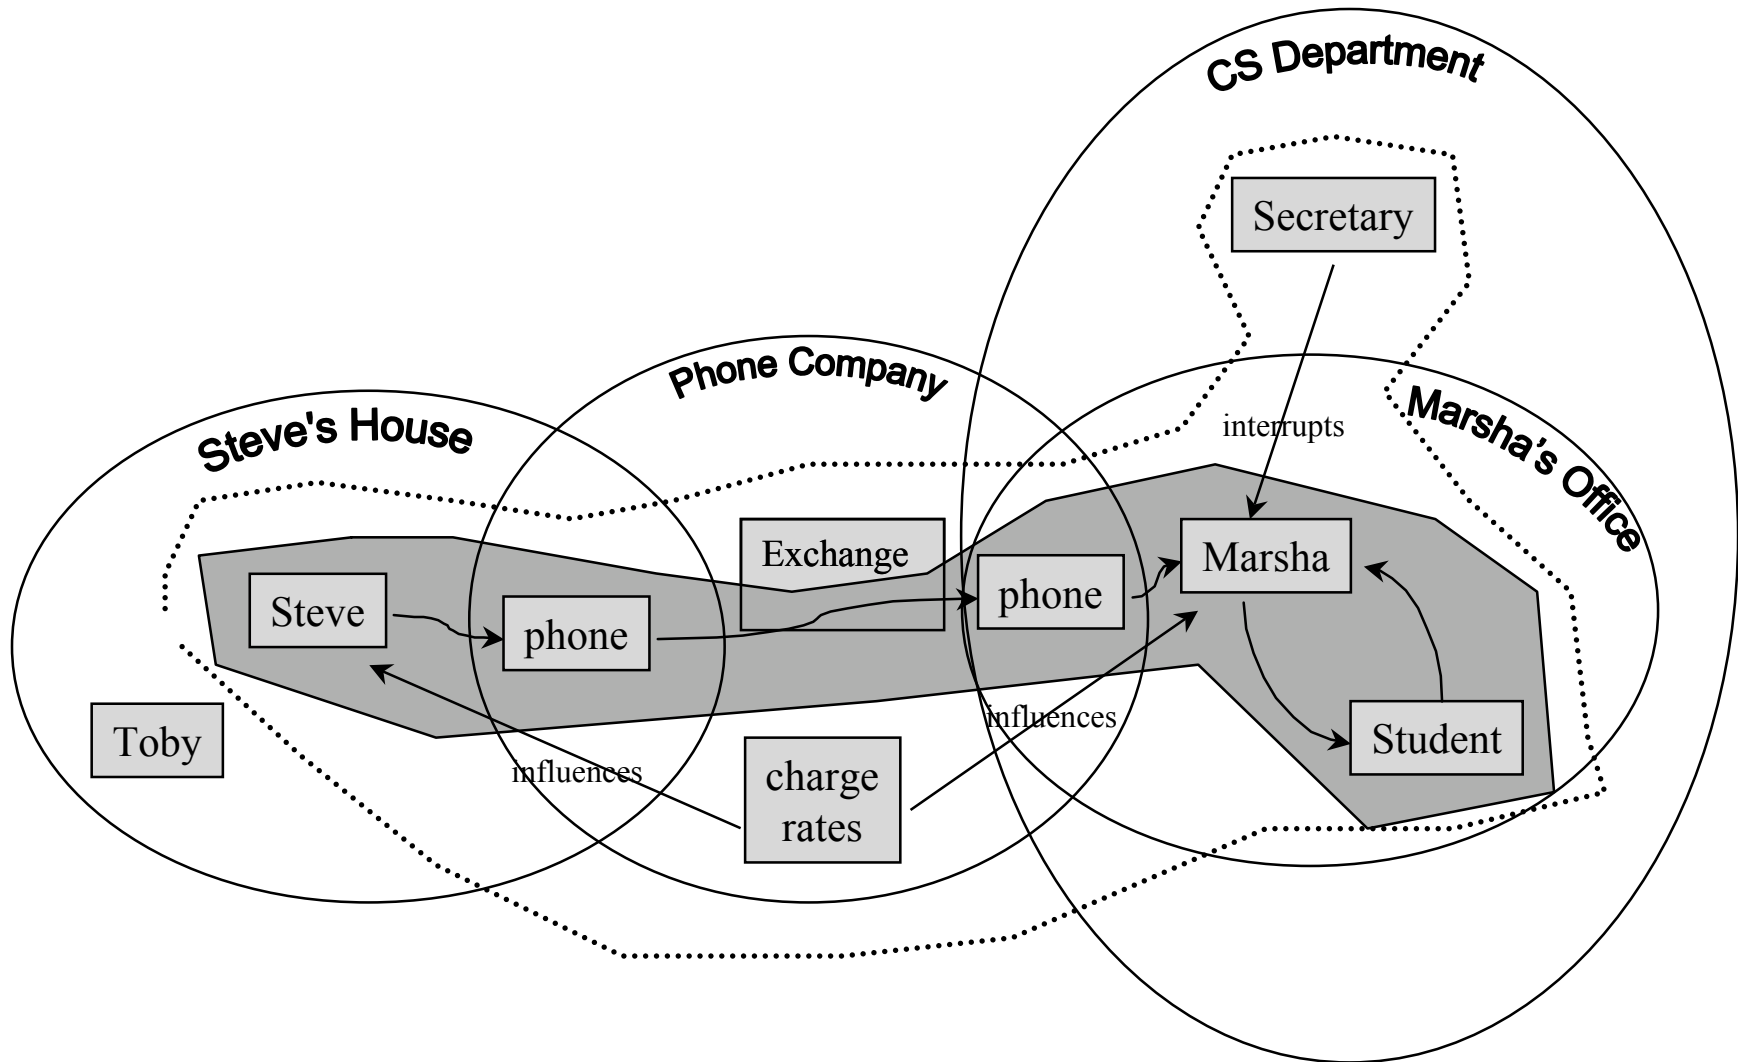 CS Department
Secretary
Phone Company
Steve's House
Marsha's Office
interrupts
Exchange
Marsha
Steve
phone
phone
Toby
influences
Student
influences
charge
rates